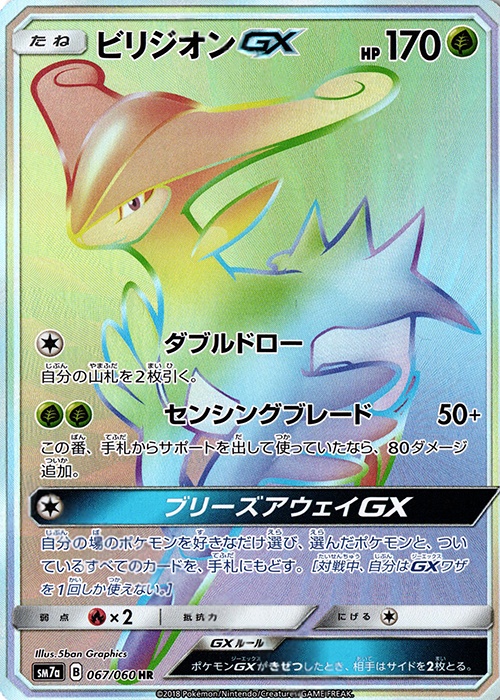 たね ビリジオンGX HP 170
ダブルドロー
自分の山札を2枚引く。
センシングブレード 50+
この番、手札からサポートを出して使っていたなら、80ダメージ
追加。
ブリーズアウェイGX
自分の場のポケモンを好きなだけ選び、選んだポケモンと、つい
ているすべてのカードを、手札にもどす。[対戦中、自分はGXワザ
を1回しか使えない。]
弱点 ×2 抵抗力 にげる
Illus. 5ban Graphics
GXルール
SM7a B 067/060 HR
ポケモンGXがきぜつしたとき、相手はサイドを2枚とる。
©2018 Pokémon/Nintendo/Creatures/GAME FREAK.